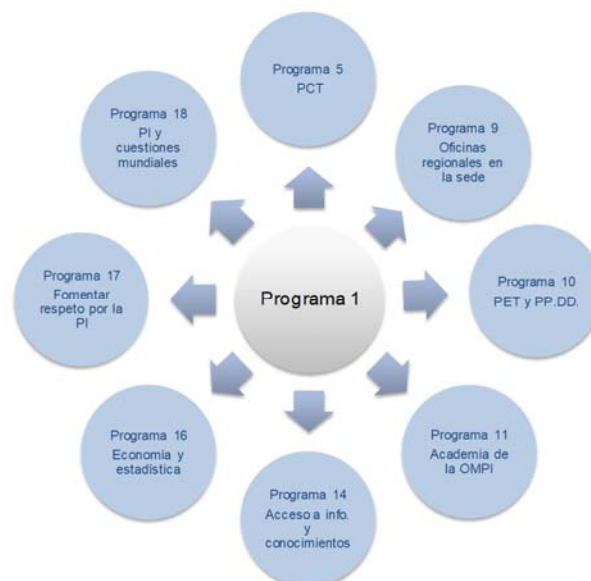 Programa 5
PCT
Programa 18
PI y
cuestiones
mundiales
Programa 9
Oficinas
regionales en
la sede
Programa 17
Fomentar
respeto por la
PI
Programa 1
Programa 10
PET y PP.DD.
Programa 16
Economía y
estadística
Programa 11
Academia de
la OMPI
Programa 14
Acceso a info.
y
conocimientos